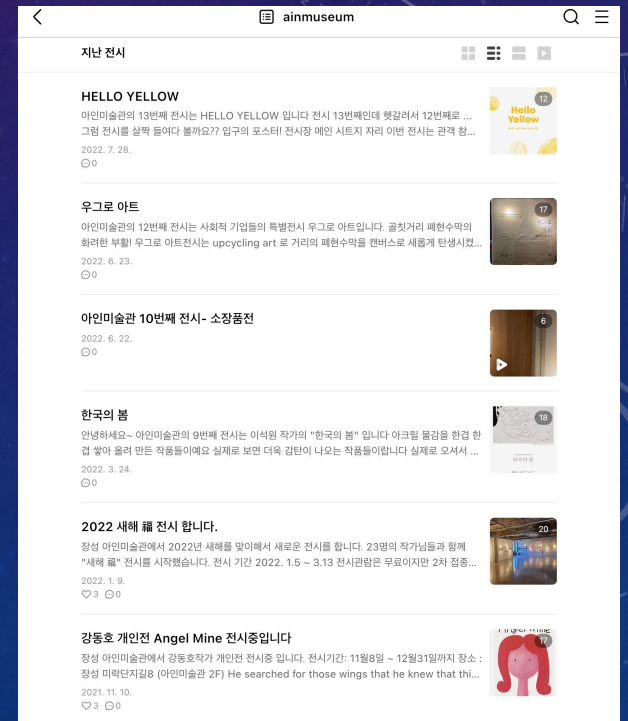 ainmuseum
지난 전시
HELLO YELLOW
아인미술관의 13번째 전시는 HELLO YELLOW 입니다 전시 13번째인데 헷갈려서 12번째로 ...
그럼 전시를 살짝 들여다 볼까요?? 입구의 포스터! 전시장 메인 시트지 자리 이번 전시는 관객 참...
2022. 7. 28.
0
12
Hello
Yellow
우그로 아트
아인미술관의 12번째 전시는 사회적 기업들의 특별전시 우그로 아트입니다. 골칫거리 폐현수막의
화려한 부활! 우그로 아트전시는 upcycling art 로 거리의 폐현수막을 캔버스로 새롭게 탄생시켰...
2022. 6. 23.
0
17
아인미술관 10번째 전시- 소장품전
2022. 6. 22.
0
6
한국의 봄
안녕하세요~ 아인미술관의 9번째 전시는 이석원 작가의 "한국의 봄" 입니다 아크릴 물감을 한겹 한
겹 쌓아 올려 만든 작품들이예요 실제로 보면 더욱 감탄이 나오는 작품들이랍니다 실제로 오셔서 ...
2022. 3. 24.
0
18
한국의 봄
2022 새해 福 전시 합니다.
장성 아인미술관에서 2022년 새해를 맞이해서 새로운 전시를 합니다. 23명의 작가님들과 함께
"새해 福" 전시를 시작했습니다. 전시 기간 2022. 1.5 ~ 3.13 전시관람은 무료이지만 2차 접종...
2022. 1. 9.
3 0
20
강동호 개인전 Angel Mine 전시중입니다
장성 아인미술관에서 강동호작가 개인전 전시중 입니다. 전시기간: 11월8일 ~ 12월31일까지 장소 :
장성 미락단지길8 (아인미술관 2F) He searched for those wings that he knew that thi...
2021. 11. 10.
3 0
17